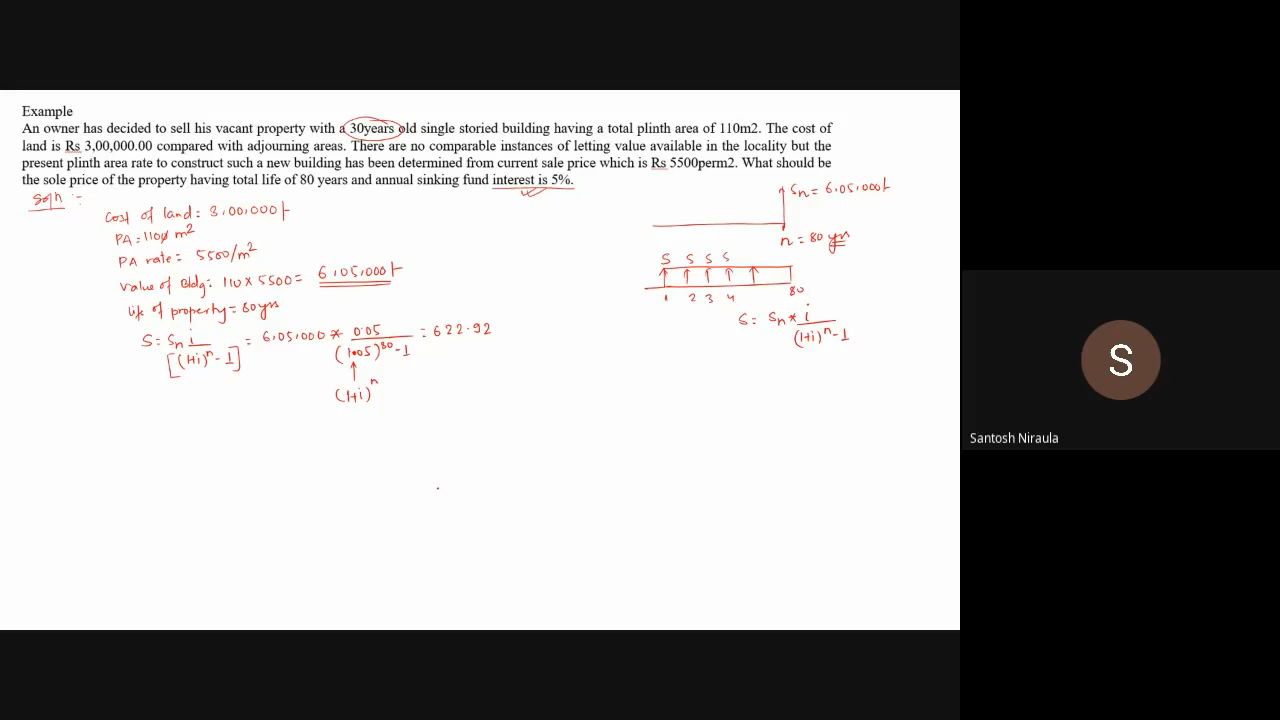 Example
An owner has decided to sell his vacant property with a 30years old single storied building having a total plinth area of 110m2. The cost of
land is Rs 3,00,000.00 compared with adjourning areas. There are no comparable instances of letting value available in the locality but the
present plinth area rate to construct such a new building has been determined from current sale price which is Rs 5500perm2. What should be
the sole price of the property having total life of 80 years and annual sinking fund interest is 5%.
Soln :-
Cost of land: 3,00,000/-
PA = 110 m²
PA rate: 5500/m²
Value of Bldg: 110 x 5500 = 6,05,000/-
life of property = 80 yrs
S = Sn i / [(1+i)^n - 1] = 6,05,000 * 0.05 / (1.05)^80 - 1 = 622.92
(1+i)^n
Sn = 6,05,000/-
n = 80 yrs
S S S S
1 2 3 4 80
S = Sn * i / (1+i)^n - 1
S
Santosh Niraula